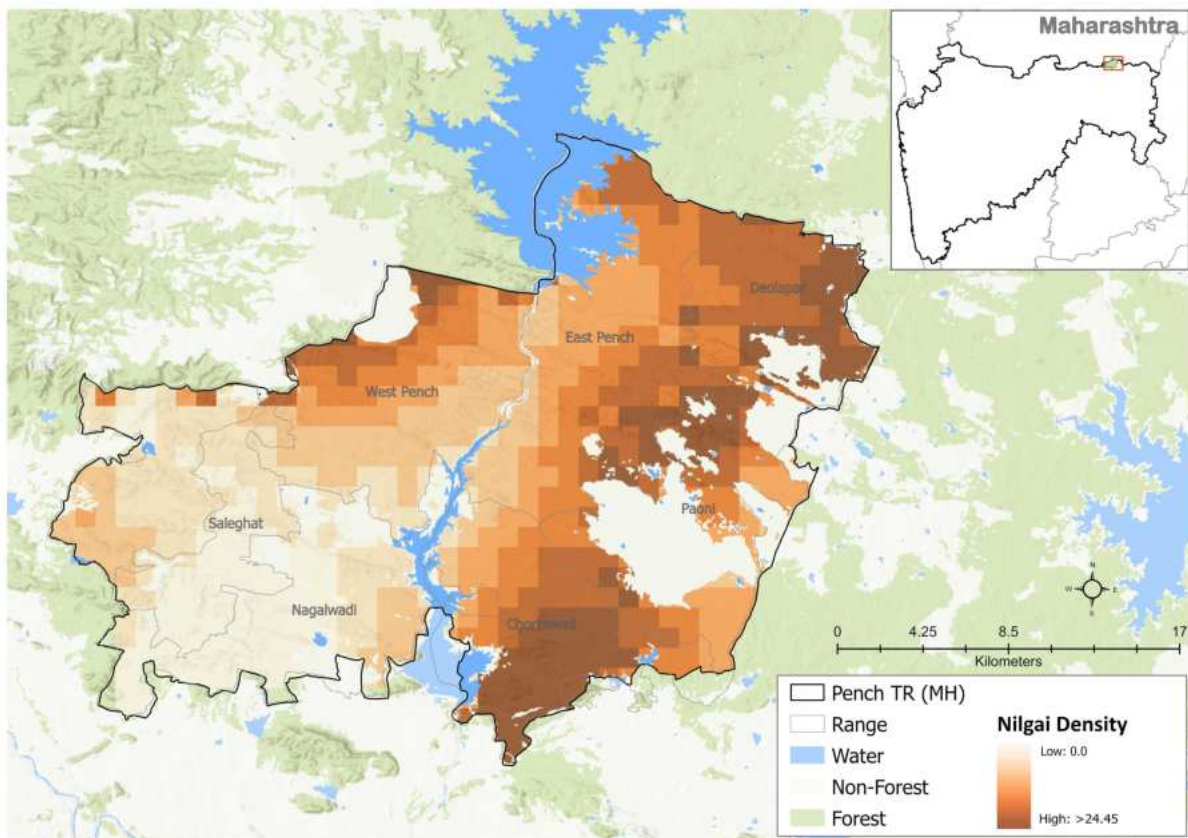 Maharashtra
Deolapar
East Pench
West Pench
Paoni
Saleghat
Nagalwadi
Chorbawali
N
W E
S
0 4.25 8.5 17
Kilometers
Pench TR (MH)
Range
Water
Non-Forest
Forest
Nilgai Density
Low: 0.0
High: >24.45